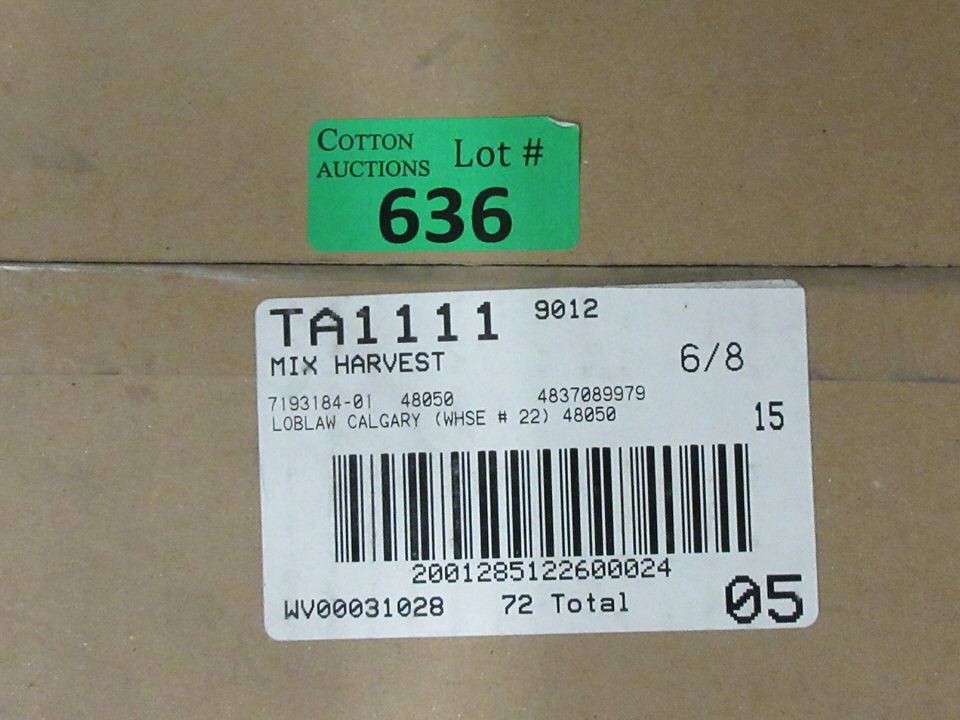 COTTON
AUCTIONS Lot #
636
TA1111 9012
MIX HARVEST 6/8
7193184-01 48050 4837089979
LOBLAW CALGARY (WHSE # 22) 48050 15
2001285122600024
WV00031028 72 Total 05